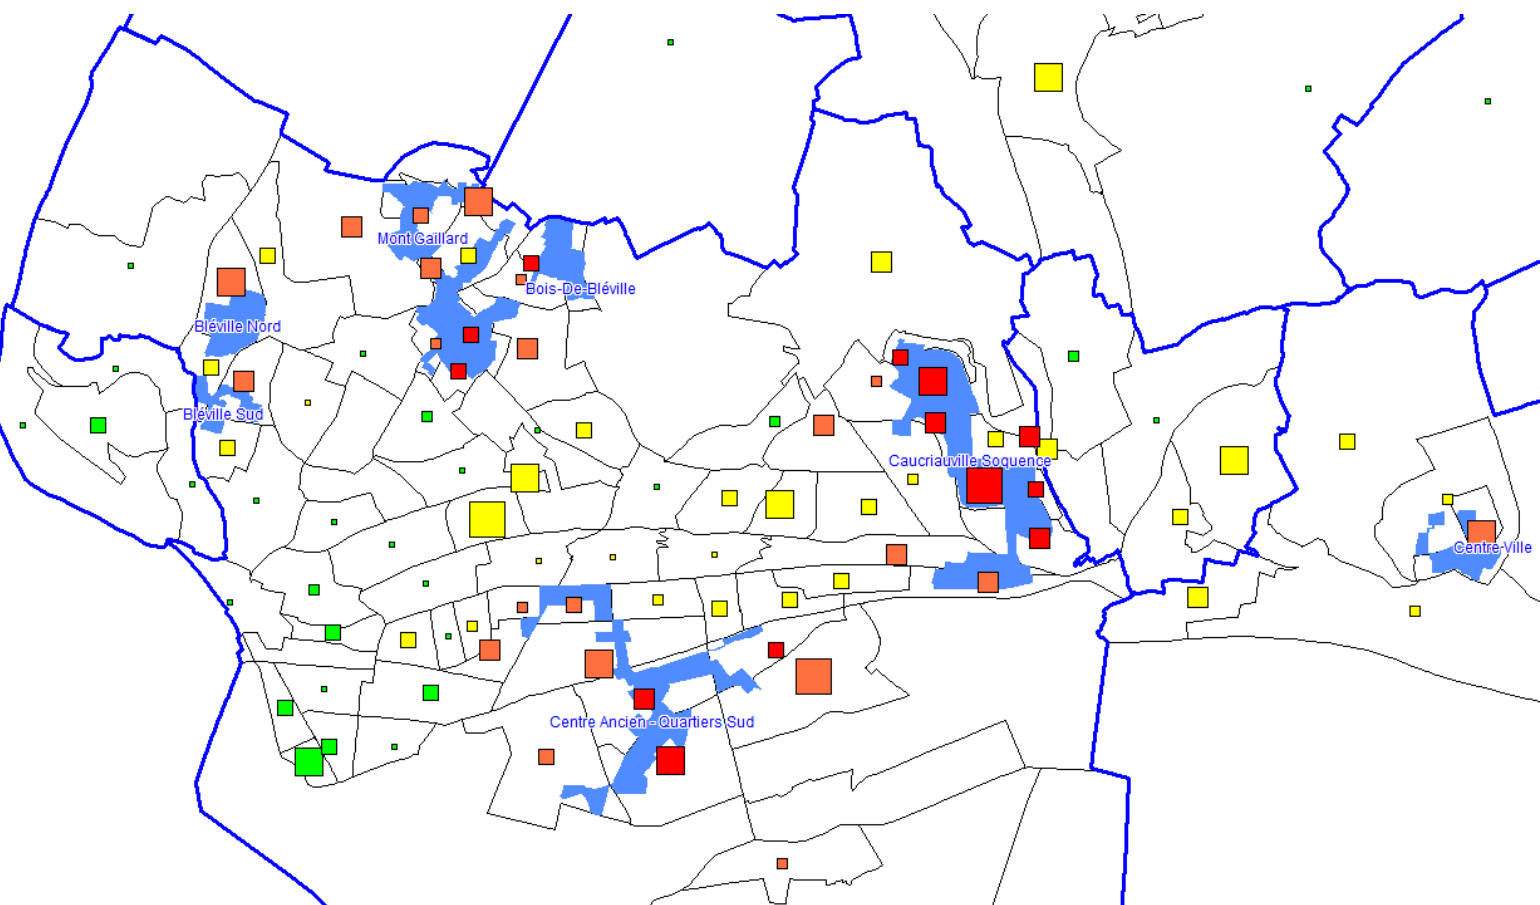 Mont Gaillard
Bois-De-Bléville
Bléville Nord
Bléville Sud
Caucriauville Soquence
Centre-Ville
Centre Ancien - Quartiers Sud